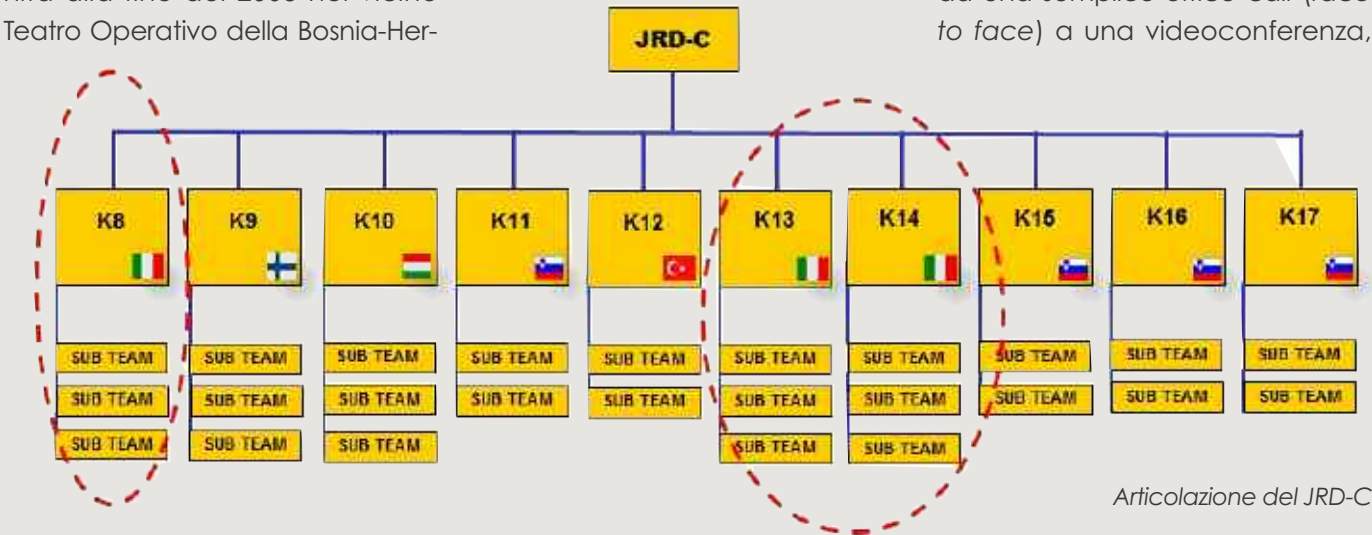 Teatro Operativo della Bosnia-Her-
to face) a una videoconferenza,
JRD-C
K8
K9
K10
K11
K12
K13
K14
K15
K16
K17
SUB TEAM SUB TEAM SUB TEAM SUB TEAM SUB TEAM SUB TEAM SUB TEAM SUB TEAM SUB TEAM SUB TEAM
SUB TEAM SUB TEAM SUB TEAM SUB TEAM SUB TEAM SUB TEAM SUB TEAM SUB TEAM SUB TEAM SUB TEAM
SUB TEAM SUB TEAM SUB TEAM SUB TEAM SUB TEAM
Articolazione del JRD-C